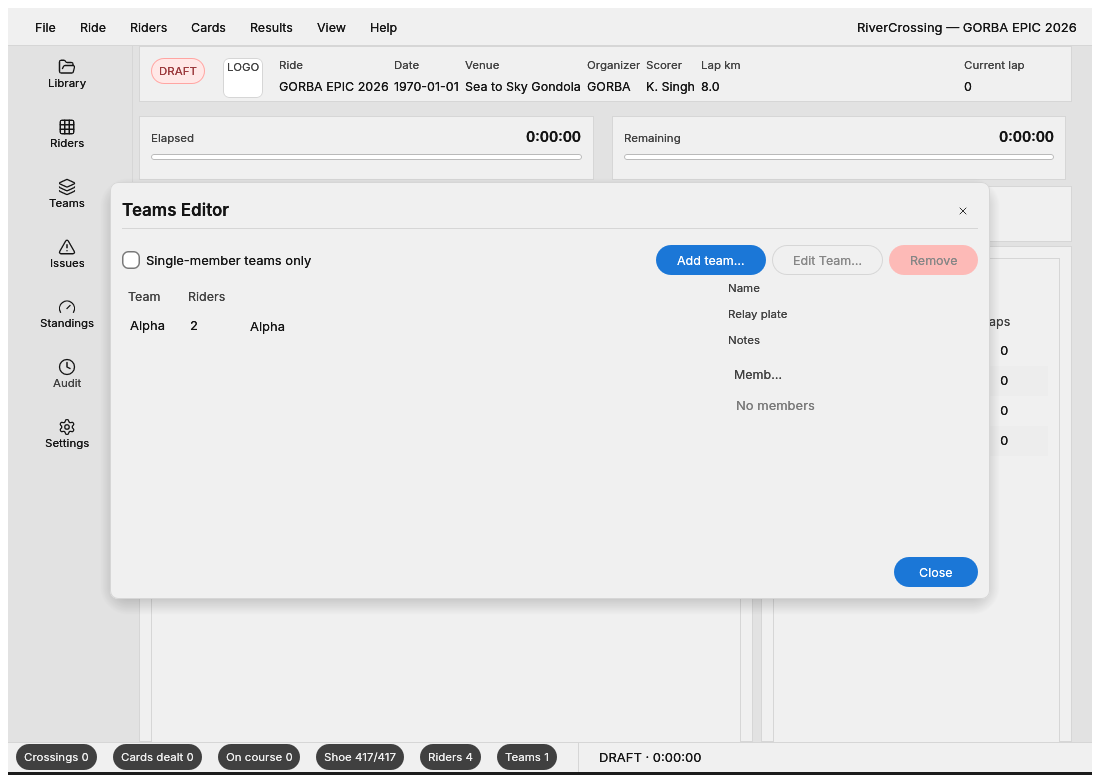 File Ride Riders Cards Results View Help RiverCrossing — GORBA EPIC 2026
Library
Riders
Teams
Issues
Standings
Audit
Settings
DRAFT
LOGO
Ride Date Venue Organizer Scorer Lap km Current lap
GORBA EPIC 2026 1970-01-01 Sea to Sky Gondola GORBA K. Singh 8.0 0
Elapsed 0:00:00
Remaining 0:00:00
Teams Editor ×
Single-member teams only
Add team... Edit Team... Remove
Team Riders
Alpha 2 Alpha
Name
Relay plate
Notes
Memb...
No members
Close
aps
0
0
0
0
Crossings 0 Cards dealt 0 On course 0 Shoe 417/417 Riders 4 Teams 1 DRAFT · 0:00:00